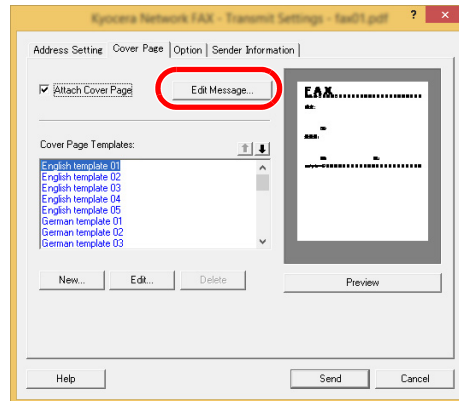 Kyocera Network FAX - Transmit Settings - fax01.pdf
?
×
Address Setting Cover Page Option Sender Information
Attach Cover Page
Edit Message...
Cover Page Templates:
English template 01
English template 02
English template 03
English template 04
English template 05
German template 01
German template 02
German template 03
New... Edit... Delete
FAX
Preview
Help Send Cancel